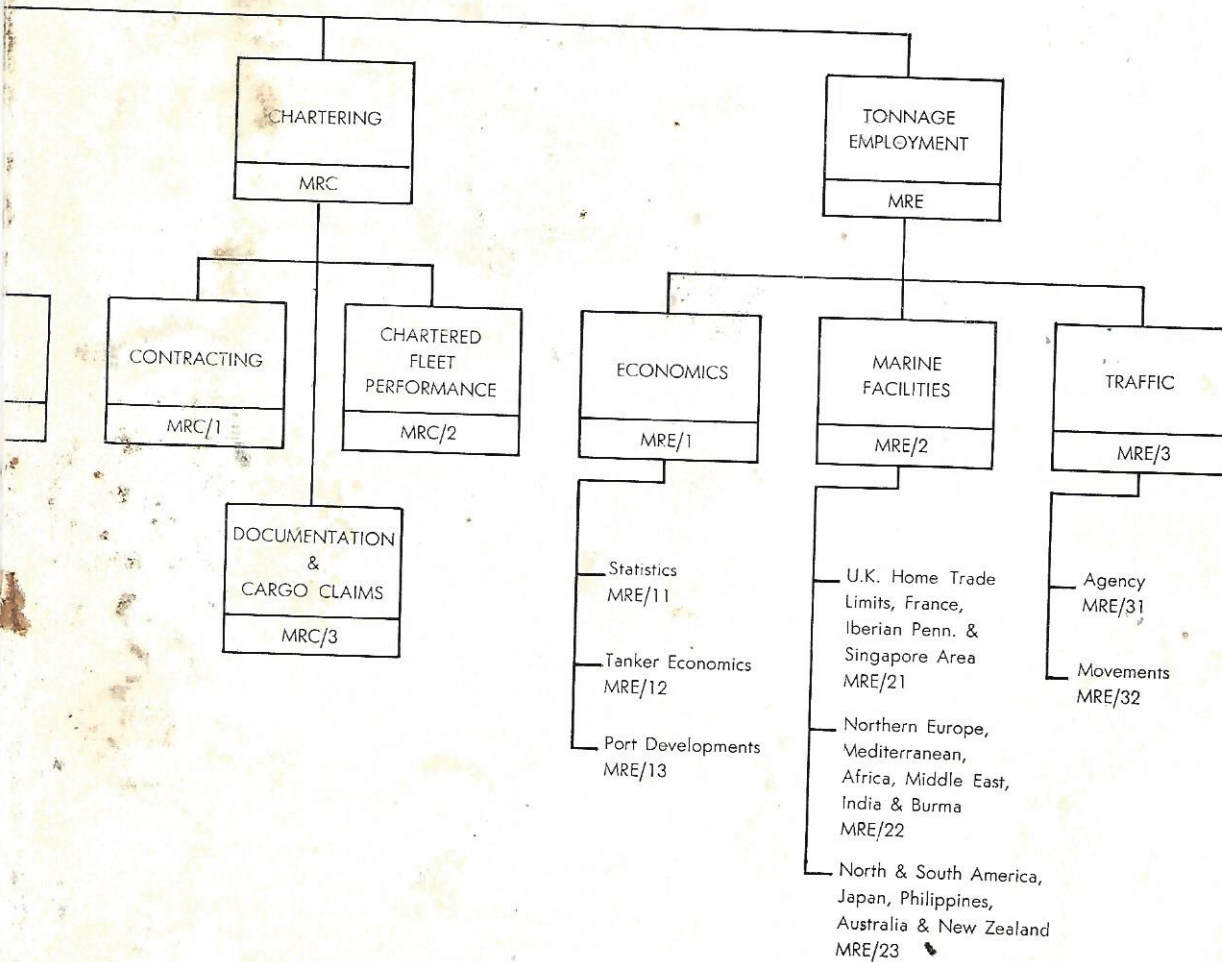 CHARTERING
MRC
TONNAGE
EMPLOYMENT
MRE
CONTRACTING
MRC/1
CHARTERED
FLEET
PERFORMANCE
MRC/2
DOCUMENTATION
&
CARGO CLAIMS
MRC/3
ECONOMICS
MRE/1
Statistics
MRE/11
Tanker Economics
MRE/12
Port Developments
MRE/13
MARINE
FACILITIES
MRE/2
U.K. Home Trade
Limits, France,
Iberian Penn. &
Singapore Area
MRE/21
Northern Europe,
Mediterranean,
Africa, Middle East,
India & Burma
MRE/22
North & South America,
Japan, Philippines,
Australia & New Zealand
MRE/23
TRAFFIC
MRE/3
Agency
MRE/31
Movements
MRE/32